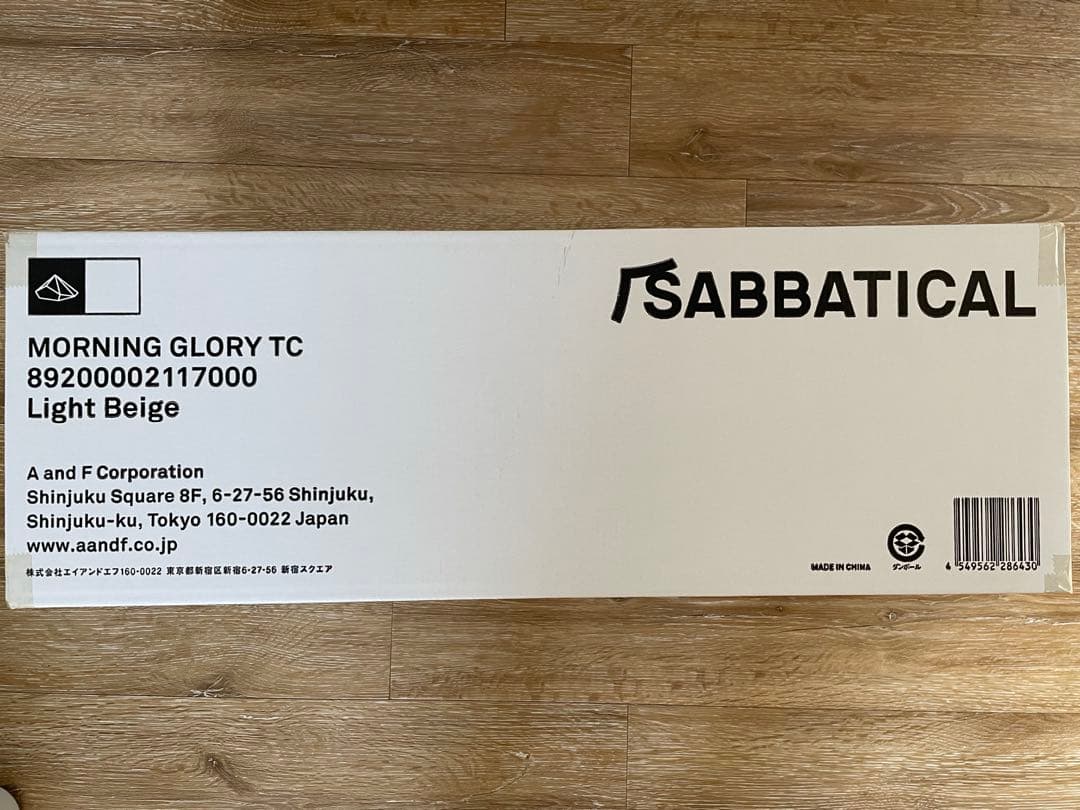 SABBATICAL
MORNING GLORY TC
89200002117000
Light Beige
A and F Corporation
Shinjuku Square 8F, 6-27-56 Shinjuku,
Shinjuku-ku, Tokyo 160-0022 Japan
www.aandf.co.jp
株式会社エイアンドエフ160-0022 東京都新宿区新宿6-27-56 新宿スクエア
MADE IN CHINA
ダンボール
4 549562 286430